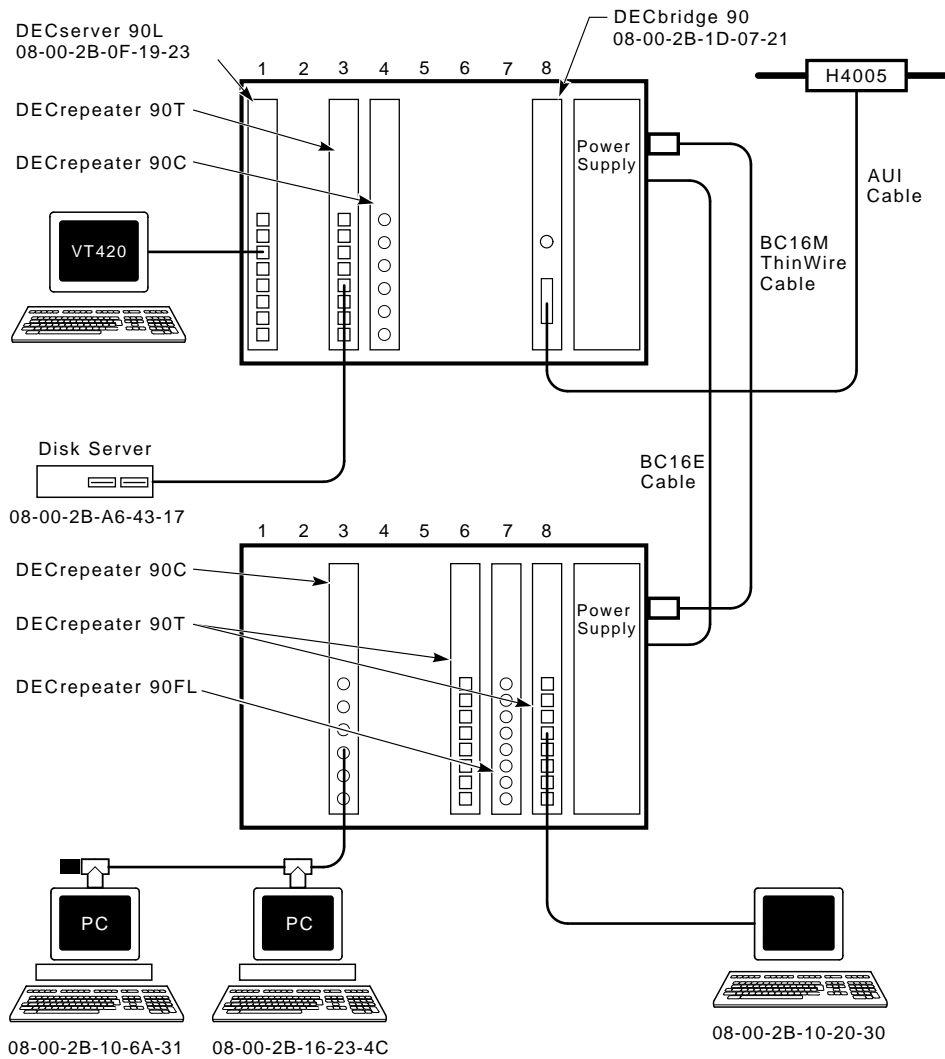 DECserver 90L
08-00-2B-0F-19-23
DECbridge 90
08-00-2B-1D-07-21
1 2 3 4 5 6 7 8
H4005
DECrepeater 90T
DECrepeater 90C
Power
Supply
AUI
Cable
VT420
BC16M
ThinWire
Cable
Disk Server
08-00-2B-A6-43-17
BC16E
Cable
1 2 3 4 5 6 7 8
DECrepeater 90C
DECrepeater 90T
DECrepeater 90FL
Power
Supply
PC
PC
08-00-2B-10-6A-31
08-00-2B-16-23-4C
08-00-2B-10-20-30